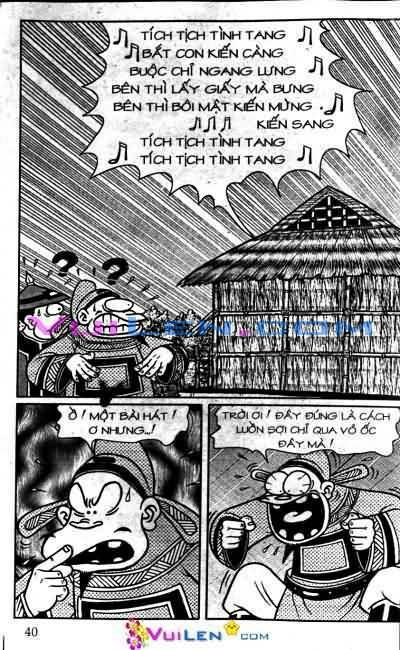 TÍCH TỊCH TÌNH TANG
BẮT CON KIẾN CÀNG
BUỘC CHỈ NGANG LƯNG
BÊN THÌ LẤY GIẤY MÀ BƯNG
BÊN THÌ BÔI MẬT KIẾN MỪNG
KIẾN SANG
TÍCH TỊCH TÌNH TANG
TÍCH TỊCH TÌNH TANG
? ?
VUILEN.COM
Ồ! MỘT BÀI HÁT!
Ơ NHƯNG...!
TRỜI ƠI! ĐÂY ĐÚNG LÀ CÁCH
LUỒN SỢI CHỈ QUA VỎ ỐC
ĐÂY MÀ!
40
VUILEN.COM